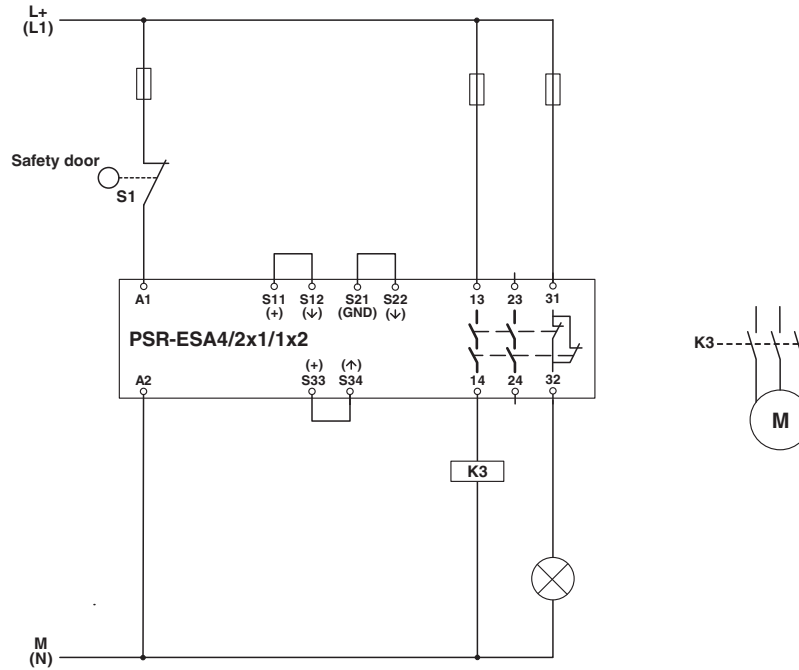 L+
(L1)
Safety door
S1
A1 S11 S12 S21 S22 13 23 31
(+) (↓) (GND) (↓)
PSR-ESA4/2x1/1x2
(+) (↑)
A2 S33 S34 14 24 32
K3
K3
M
M
(N)